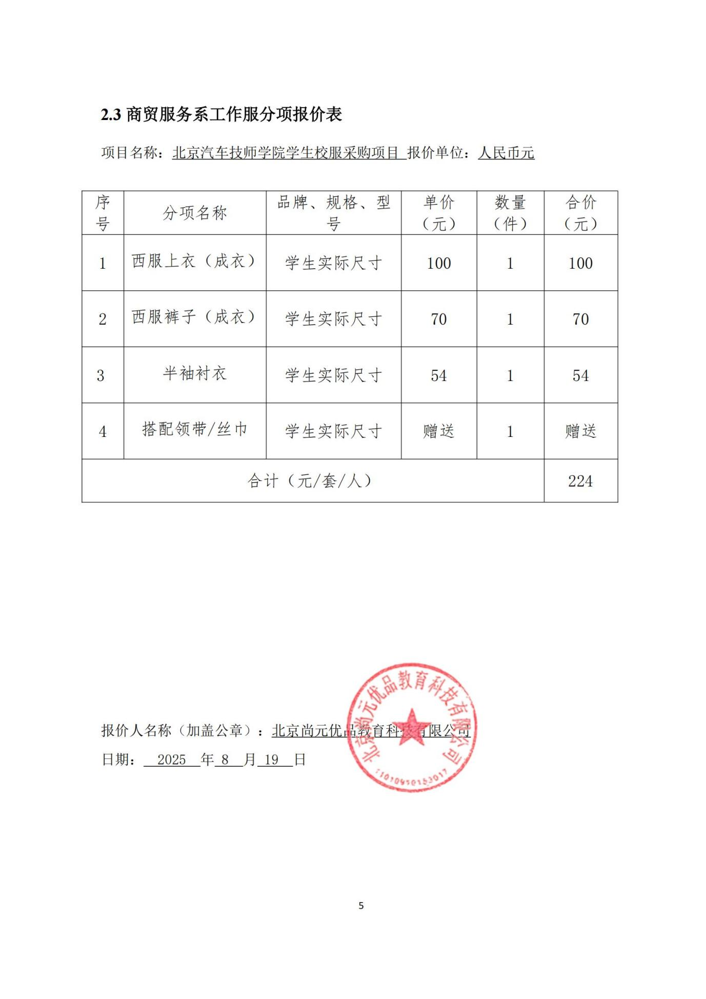 2.3 商贸服务系工作服分项报价表
项目名称：北京汽车技师学院学生校服采购项目 报价单位：人民币元
序号 分项名称 品牌、规格、型号 单价（元） 数量（件） 合价（元）
1 西服上衣（成衣） 学生实际尺寸 100 1 100
2 西服裤子（成衣） 学生实际尺寸 70 1 70
3 半袖衬衣 学生实际尺寸 54 1 54
4 搭配领带/丝巾 学生实际尺寸 赠送 1 赠送
合计（元/套/人） 224
北京尚元优品教育科技有限公司
报价人名称（加盖公章）：北京尚元优品教育科技有限公司
日期： 2025 年 8 月 19 日
5